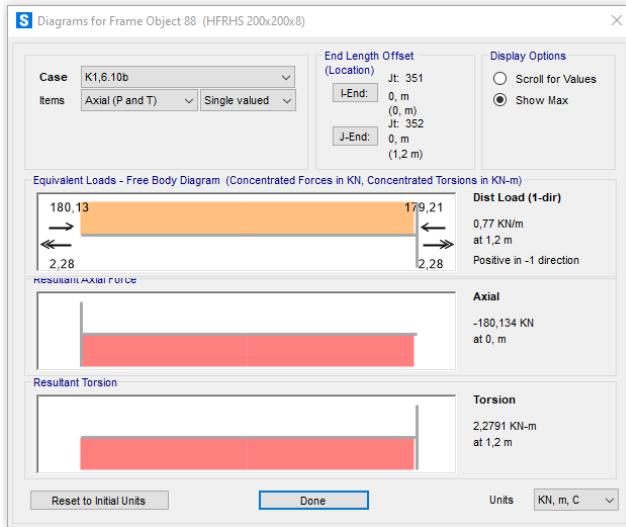 S Diagrams for Frame Object 88 (HFRHS 200x200x8)
Case K1,6.10b
Items Axial (P and T) Single valued
End Length Offset
(Location)
Jt: 351
I-End: 0, m
(0, m)
Jt: 352
J-End: 0, m
(1,2 m)
Display Options
Scroll for Values
Show Max
Equivalent Loads - Free Body Diagram (Concentrated Forces in KN, Concentrated Torsions in KN-m)
180,13 179,21
2,28 2,28
Dist Load (1-dir)
0,77 KN/m
at 1,2 m
Positive in -1 direction
Resultant Axial Force
Axial
-180,134 KN
at 0, m
Resultant Torsion
Torsion
2,2791 KN-m
at 1,2 m
Reset to Initial Units Done Units KN, m, C